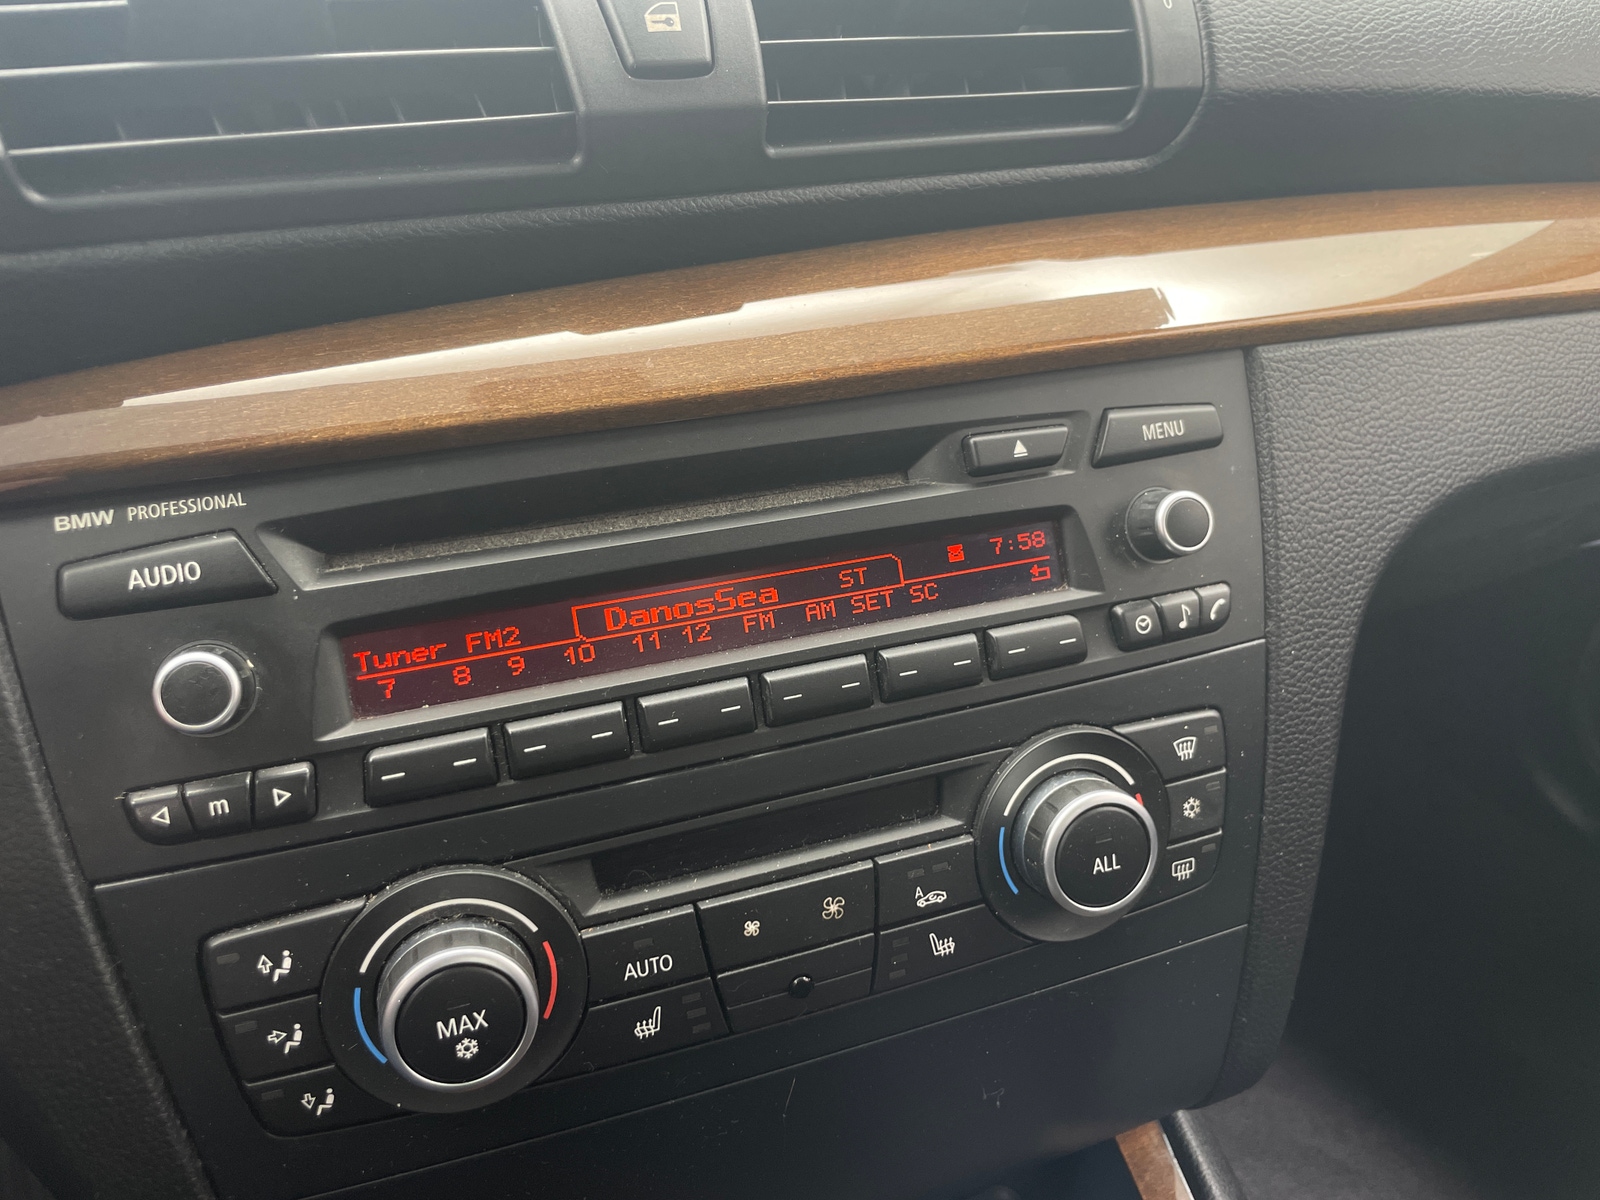 MENU
BMW PROFESSIONAL
AUDIO
Tuner FM2 DanosSea ST 7:58
7 8 9 10 11 12 FM AM SET SC
m
ALL
A
AUTO
MAX